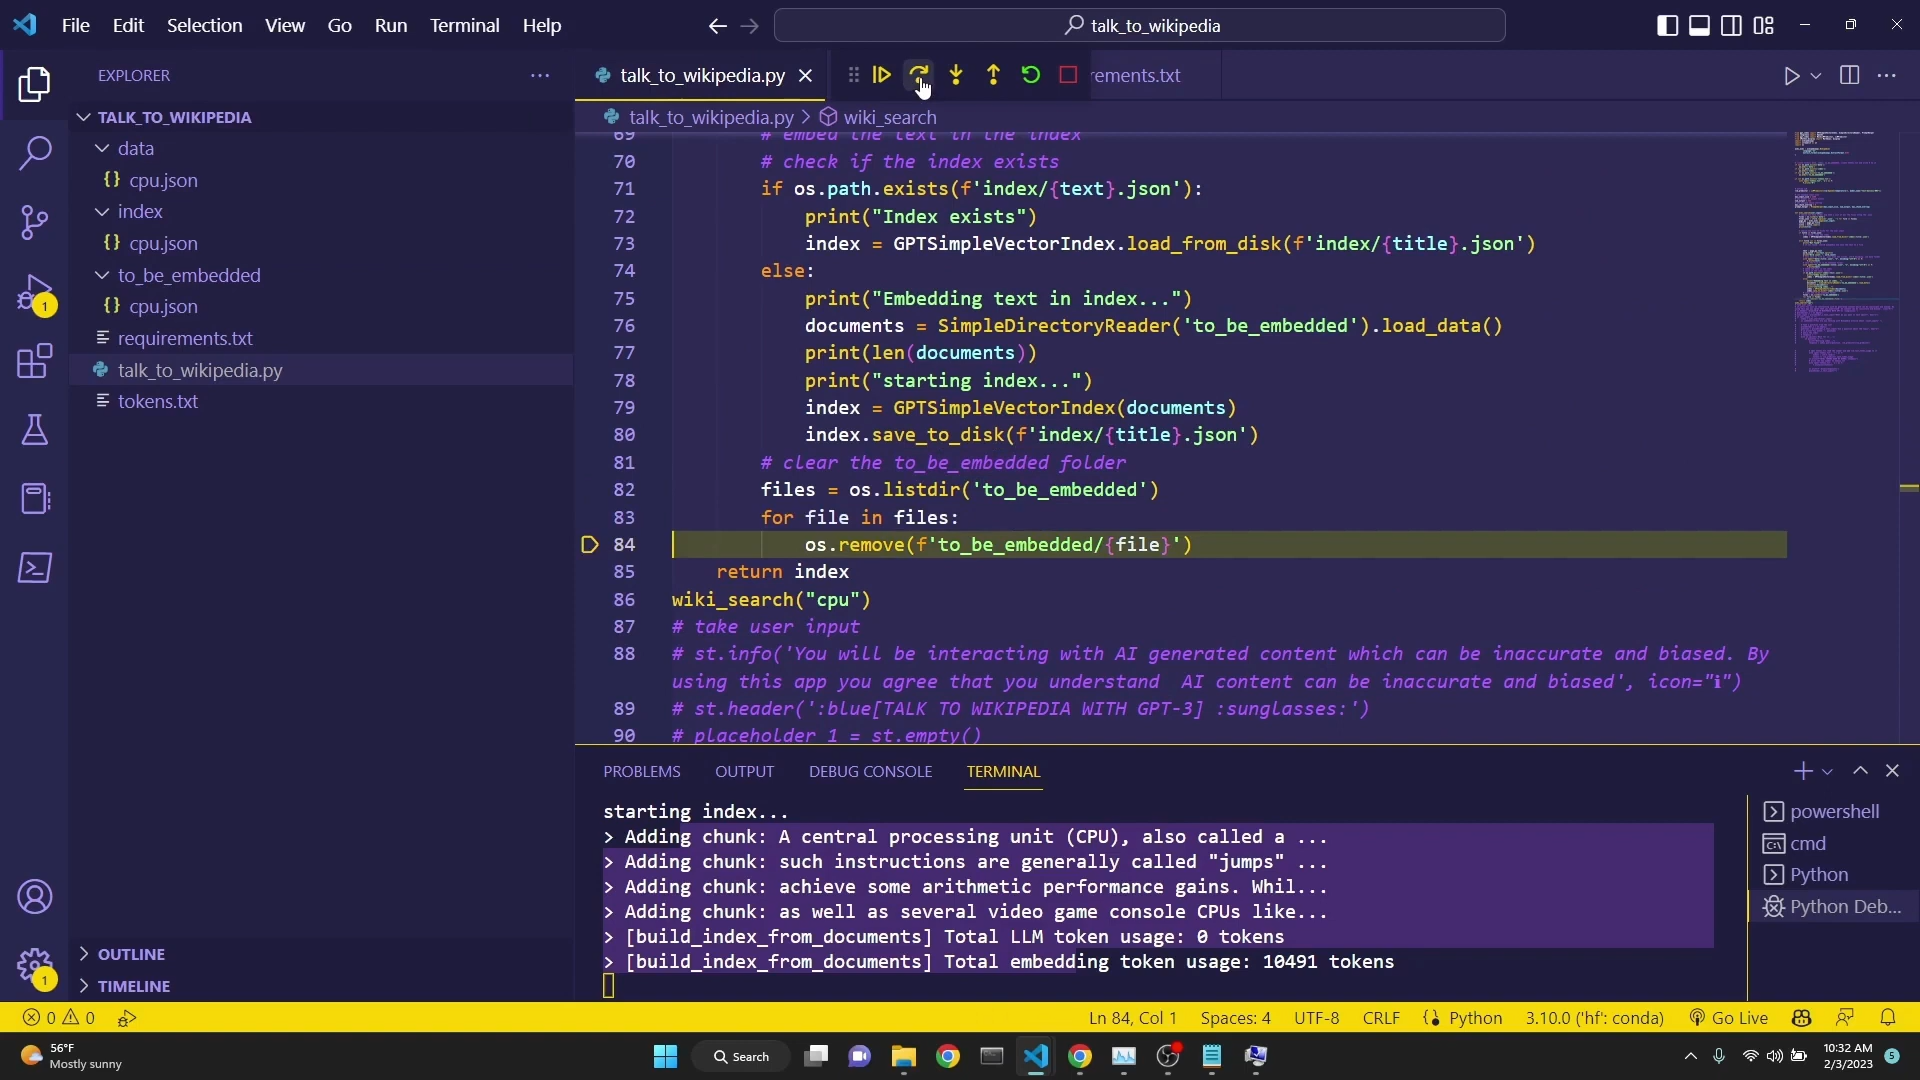 File Edit Selection View Go Run Terminal Help
talk_to_wikipedia
EXPLORER
TALK_TO_WIKIPEDIA
data
{} cpu.json
index
{} cpu.json
to_be_embedded
{} cpu.json
requirements.txt
talk_to_wikipedia.py
tokens.txt
OUTLINE
TIMELINE
1
1
talk_to_wikipedia.py
rements.txt
talk_to_wikipedia.py > wiki_search
69 # embed the text in the index
70 # check if the index exists
71 if os.path.exists(f'index/{text}.json'):
72 print("Index exists")
73 index = GPTSimpleVectorIndex.load_from_disk(f'index/{title}.json')
74 else:
75 print("Embedding text in index...")
76 documents = SimpleDirectoryReader('to_be_embedded').load_data()
77 print(len(documents))
78 print("starting index...")
79 index = GPTSimpleVectorIndex(documents)
80 index.save_to_disk(f'index/{title}.json')
81 # clear the to_be_embedded folder
82 files = os.listdir('to_be_embedded')
83 for file in files:
84 os.remove(f'to_be_embedded/{file}')
85 return index
86 wiki_search("cpu")
87 # take user input
88 # st.info('You will be interacting with AI generated content which can be inaccurate and biased. By
using this app you agree that you understand  AI content can be inaccurate and biased', icon="ℹ")
89 # st.header(':blue[TALK TO WIKIPEDIA WITH GPT-3] :sunglasses:')
90 # placeholder_1 = st.empty()
PROBLEMS OUTPUT DEBUG CONSOLE TERMINAL
starting index...
> Adding chunk: A central processing unit (CPU), also called a ...
> Adding chunk: such instructions are generally called "jumps" ...
> Adding chunk: achieve some arithmetic performance gains. Whil...
> Adding chunk: as well as several video game console CPUs like...
> [build_index_from_documents] Total LLM token usage: 0 tokens
> [build_index_from_documents] Total embedding token usage: 10491 tokens
powershell
cmd
Python
Python Deb...
0 0
Ln 84, Col 1 Spaces: 4 UTF-8 CRLF Python 3.10.0 ('hf': conda) Go Live
56°F
Mostly sunny
Search
10:32 AM
2/3/2023
5